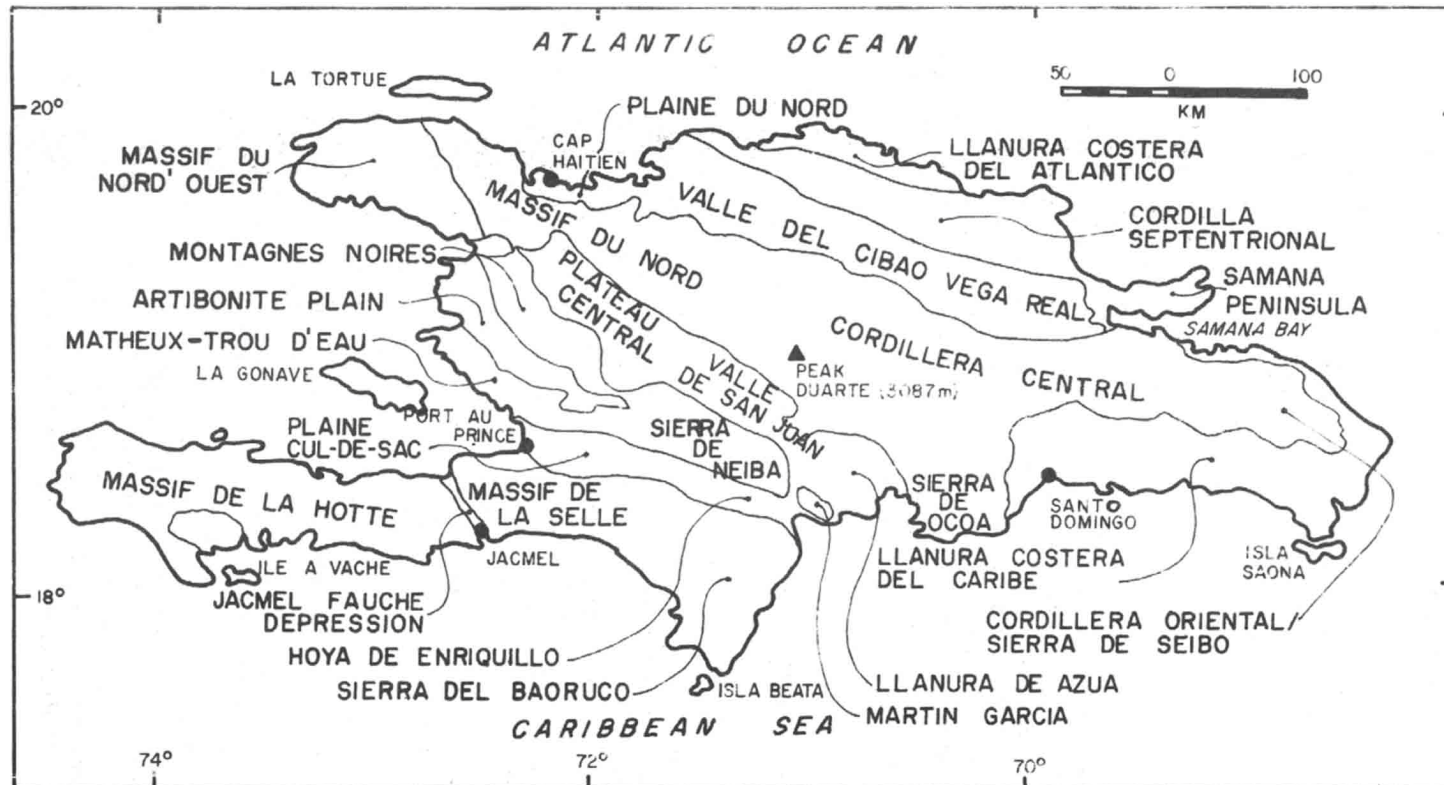 ATLANTIC OCEAN
LA TORTUE
50 0 100
KM
20°
PLAINE DU NORD
CAP
HAITIEN
MASSIF DU
NORD'OUEST
LLANURA COSTERA
DEL ATLANTICO
MASSIF DU NORD
VALLE DEL CIBAO VEGA REAL
CORDILLA
SEPTENTRIONAL
MONTAGNES NOIRES
SAMANA
PENINSULA
SAMANA BAY
ARTIBONITE PLAIN
PLATEAU
CENTRAL
MATHEUX-TROU D'EAU
LA GONAVE
VALLE
DE SAN JUAN
CORDILLERA CENTRAL
PEAK
DUARTE (3087m)
PORT AU
PRINCE
PLAINE
CUL-DE-SAC
SIERRA
DE
NEIBA
MASSIF DE LA HOTTE
MASSIF DE
LA SELLE
SIERRA
DE
OCOA
SANTO
DOMINGO
ILE A VACHE
JACMEL
LLANURA COSTERA
DEL CARIBE
ISLA
SAONA
18°
JACMEL FAUCHE
DEPRESSION
CORDILLERA ORIENTAL/
SIERRA DE SEIBO
HOYA DE ENRIQUILLO
SIERRA DEL BAORUCO
ISLA BEATA
LLANURA DE AZUA
MARTIN GARCIA
CARIBBEAN SEA
74°
72°
70°